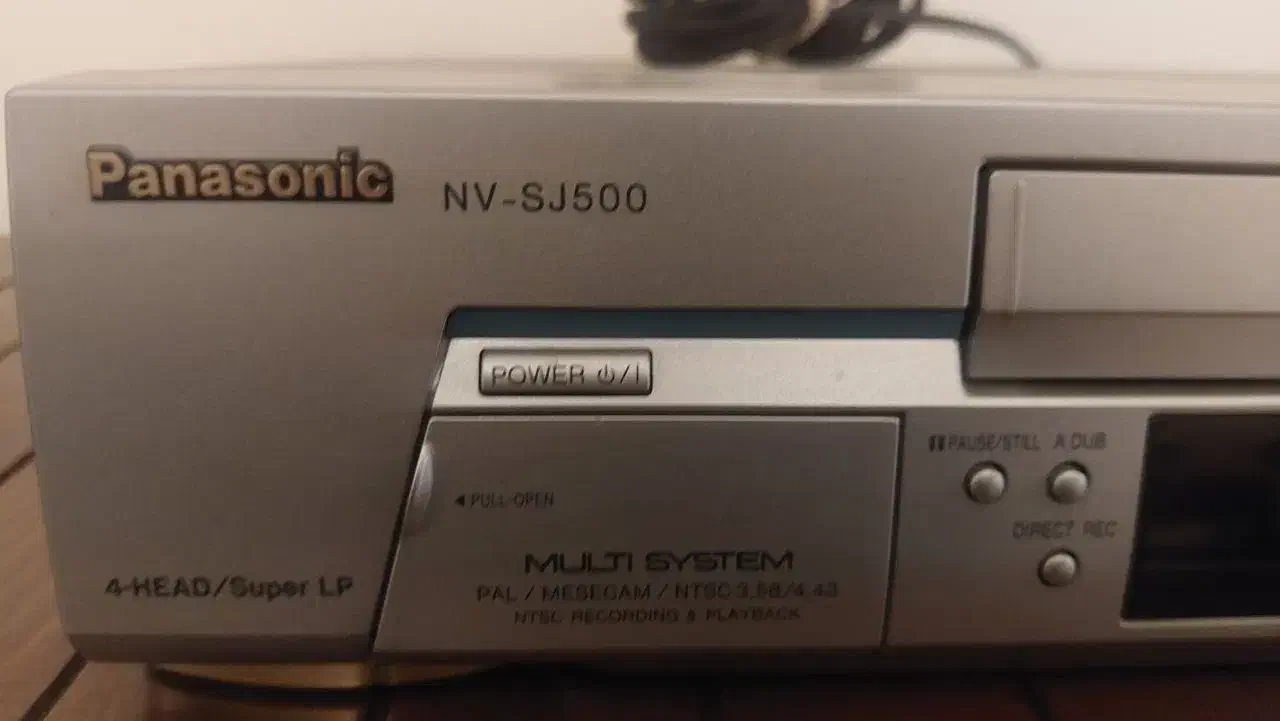 Panasonic
NV-SJ500
POWER ⏻/I
PAUSE/STILL
A DUB
◀ PULL-OPEN
DIRECT REC
MULTI SYSTEM
4-HEAD/Super LP
PAL / MESECAM / NTSC 3.58/4.43
NTSC RECORDING & PLAYBACK